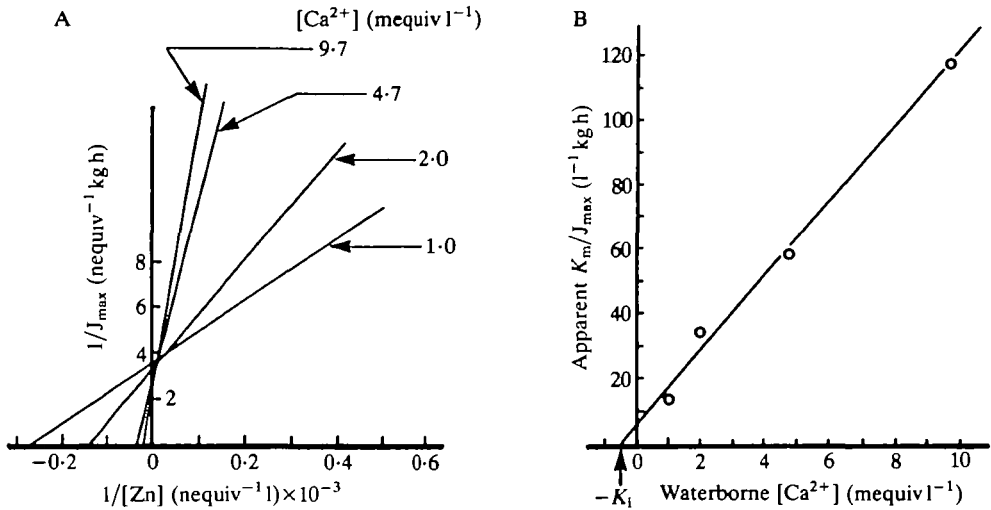 A
[Ca²⁺] (mequiv l⁻¹)
9·7
4·7
2·0
1·0
1/Jmax (nequiv⁻¹ kg h)
8
6
4
2
−0·2 0 0·2 0·4 0·6
1/[Zn] (nequiv⁻¹ l)×10⁻³
B
Apparent Km/Jmax (l⁻¹ kg h)
120
100
80
60
40
20
0 2 4 6 8 10
−Ki
Waterborne [Ca²⁺] (mequiv l⁻¹)